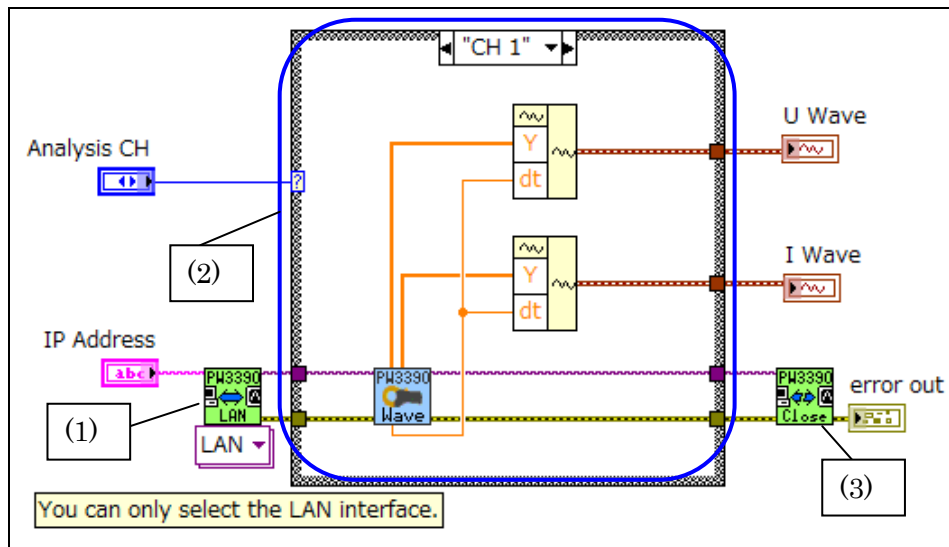 "CH 1"
U Wave
Y
dt
Analysis CH
?
(2)
I Wave
Y
dt
IP Address
abc
PW3390
LAN
PW3390
Wave
PW3390
Close
error out
(1)
LAN
(3)
You can only select the LAN interface.